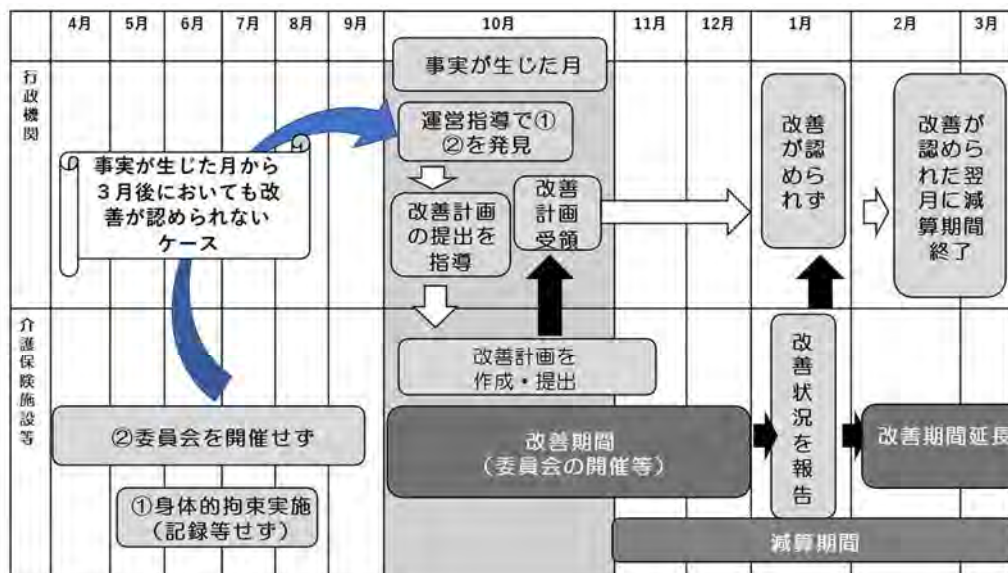 4月 5月 6月 7月 8月 9月 10月 11月 12月 1月 2月 3月
行政機関
事実が生じた月
運営指導で①
②を発見
事実が生じた月から
３月後においても改
善が認められない
ケース
改善計画
の提出を
指導
改善
計画
受領
改善
が認
めら
れず
改善が
認めら
れた翌
月に減
算期間
終了
介護保険施設等
改善計画を
作成・提出
②委員会を開催せず
改善期間
（委員会の開催等）
改善状況を報告
改善期間延長
①身体的拘束実施
（記録等せず）
減算期間